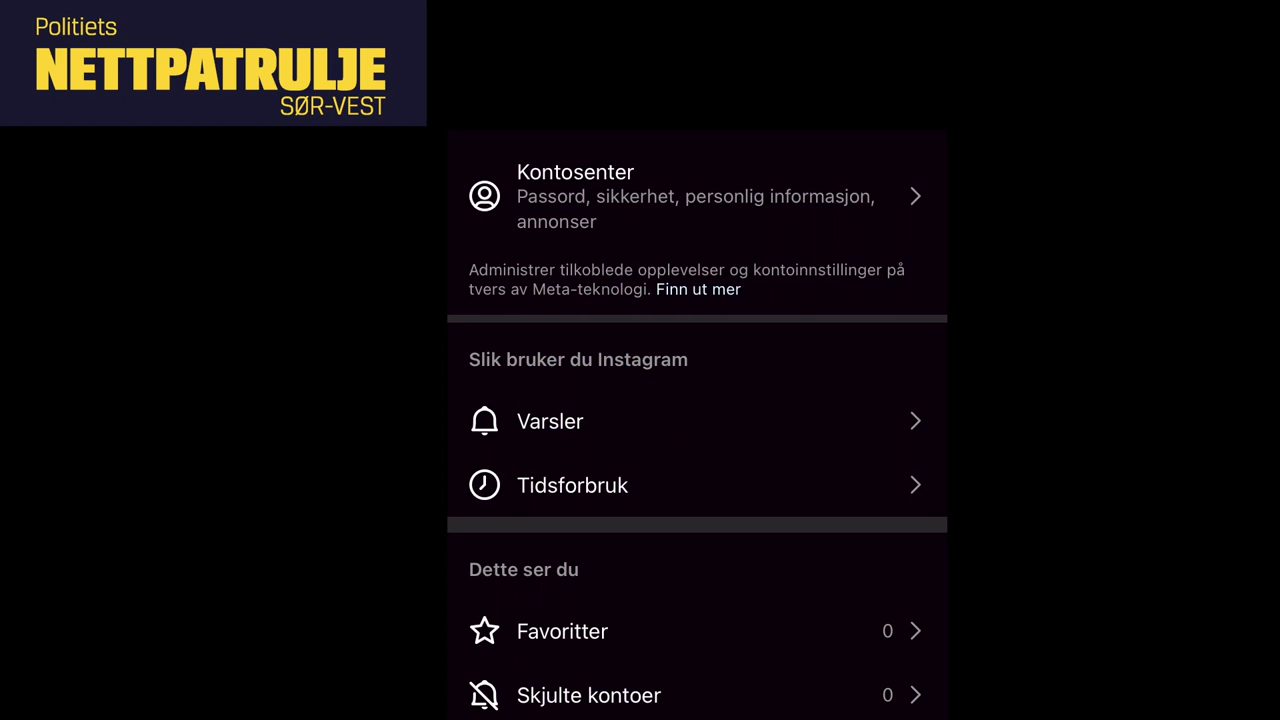 Politiets
NETTPATRULJE
SØR-VEST
Kontosenter
Passord, sikkerhet, personlig informasjon,
annonser
Administrer tilkoblede opplevelser og kontoinnstillinger på
tvers av Meta-teknologi. Finn ut mer
Slik bruker du Instagram
Varsler
Tidsforbruk
Dette ser du
Favoritter 0
Skjulte kontoer 0